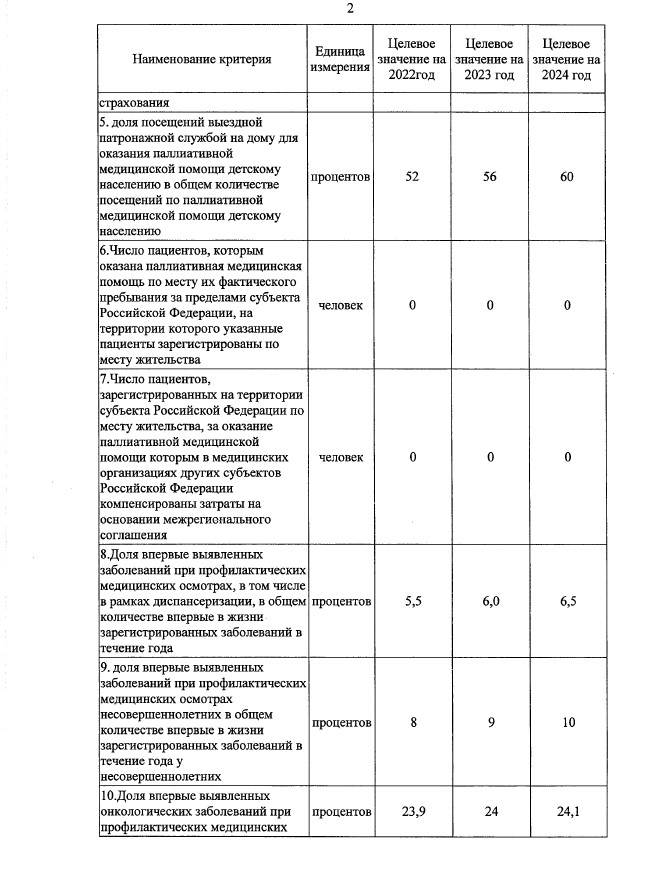 2
Наименование критерия
Единица
измерения
Целевое
значение на
2022год
Целевое
значение на
2023 год
Целевое
значение на
2024 год
страхования
5. доля посещений выездной
патронажной службой на дому для
оказания паллиативной
медицинской помощи детскому
населению в общем количестве
посещений по паллиативной
медицинской помощи детскому
населению
процентов
52
56
60
6.Число пациентов, которым
оказана паллиативная медицинская
помощь по месту их фактического
пребывания за пределами субъекта
Российской Федерации, на
территории которого указанные
пациенты зарегистрированы по
месту жительства
человек
0
0
0
7.Число пациентов,
зарегистрированных на территории
субъекта Российской Федерации по
месту жительства, за оказание
паллиативной медицинской
помощи которым в медицинских
организациях других субъектов
Российской Федерации
компенсированы затраты на
основании межрегионального
соглашения
человек
0
0
0
8.Доля впервые выявленных
заболеваний при профилактических
медицинских осмотрах, в том числе
в рамках диспансеризации, в общем
количестве впервые в жизни
зарегистрированных заболеваний в
течение года
процентов
5,5
6,0
6,5
9. доля впервые выявленных
заболеваний при профилактических
медицинских осмотрах
несовершеннолетних в общем
количестве впервые в жизни
зарегистрированных заболеваний в
течение года у
несовершеннолетних
процентов
8
9
10
10.Доля впервые выявленных
онкологических заболеваний при
профилактических медицинских
процентов
23,9
24
24,1